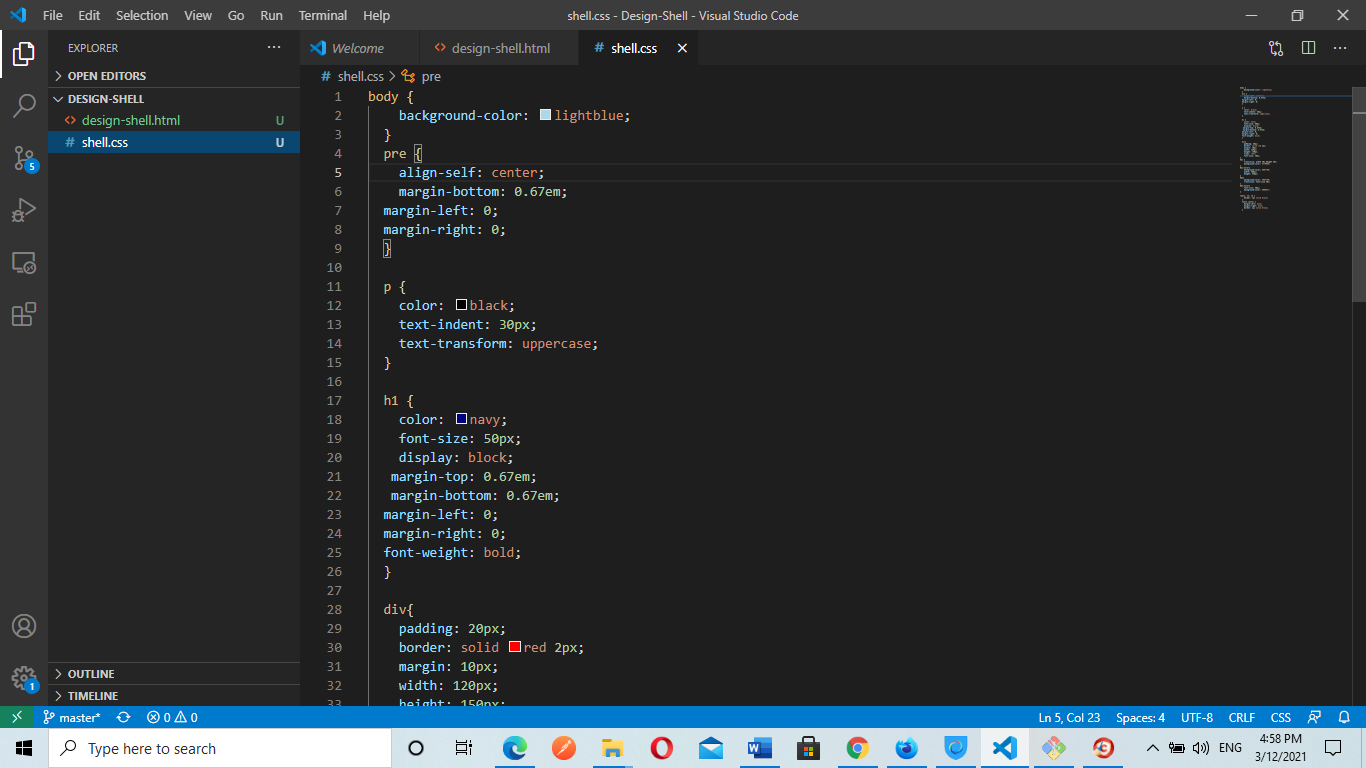 File Edit Selection View Go Run Terminal Help shell.css - Design-Shell - Visual Studio Code
EXPLORER ··· Welcome <> design-shell.html # shell.css
OPEN EDITORS
# shell.css > pre
DESIGN-SHELL
<> design-shell.html U
# shell.css U
1 body {
2 background-color: lightblue;
3 }
4 pre {
5 align-self: center;
6 margin-bottom: 0.67em;
7 margin-left: 0;
8 margin-right: 0;
9 }
10
11 p {
12 color: black;
13 text-indent: 30px;
14 text-transform: uppercase;
15 }
16
17 h1 {
18 color: navy;
19 font-size: 50px;
20 display: block;
21 margin-top: 0.67em;
22 margin-bottom: 0.67em;
23 margin-left: 0;
24 margin-right: 0;
25 font-weight: bold;
26 }
27
28 div{
29 padding: 20px;
30 border: solid red 2px;
31 margin: 10px;
32 width: 120px;
33 height: 150px;
5
1
OUTLINE
TIMELINE
master* 0 0 Ln 5, Col 23 Spaces: 4 UTF-8 CRLF CSS
Type here to search
ENG
4:58 PM
3/12/2021